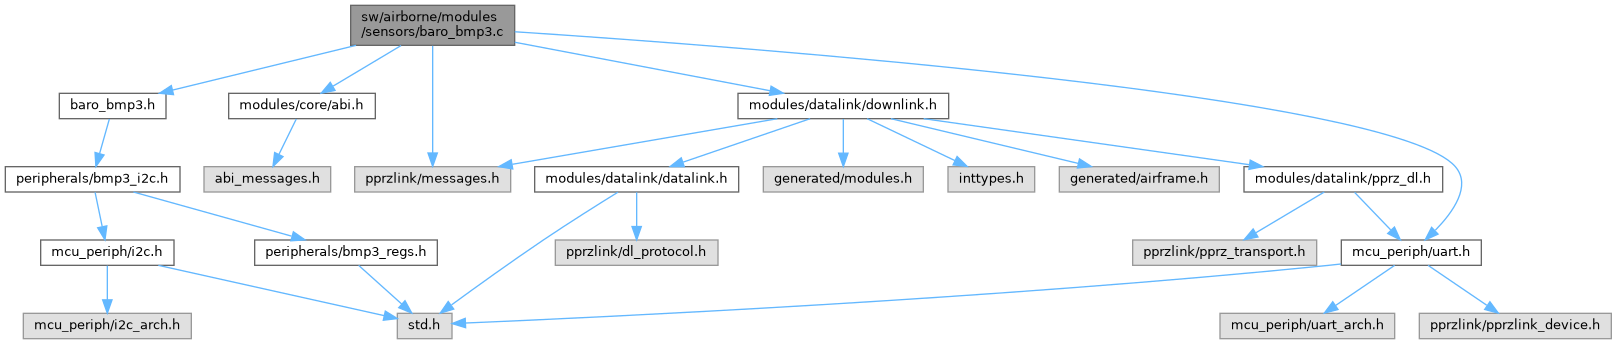 sw/airborne/modules
/sensors/baro_bmp3.c
baro_bmp3.h
modules/core/abi.h
modules/datalink/downlink.h
peripherals/bmp3_i2c.h
abi_messages.h
pprzlink/messages.h
modules/datalink/datalink.h
generated/modules.h
inttypes.h
generated/airframe.h
modules/datalink/pprz_dl.h
mcu_periph/i2c.h
peripherals/bmp3_regs.h
pprzlink/dl_protocol.h
pprzlink/pprz_transport.h
mcu_periph/uart.h
mcu_periph/i2c_arch.h
std.h
mcu_periph/uart_arch.h
pprzlink/pprzlink_device.h